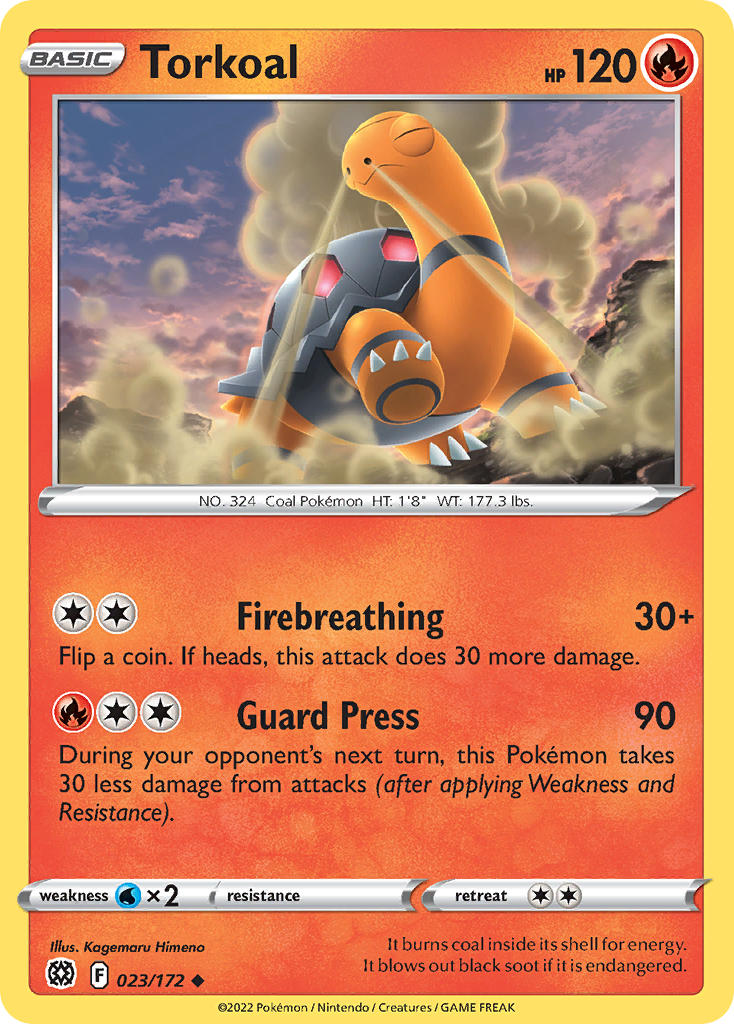 BASIC
Torkoal
HP 120
NO. 324 Coal Pokémon HT: 1'8" WT: 177.3 lbs.
Firebreathing 30+
Flip a coin. If heads, this attack does 30 more damage.
Guard Press 90
During your opponent's next turn, this Pokémon takes
30 less damage from attacks (after applying Weakness and
Resistance).
weakness ×2 resistance retreat
Illus. Kagemaru Himeno
It burns coal inside its shell for energy.
It blows out black soot if it is endangered.
F 023/172
©2022 Pokémon / Nintendo / Creatures / GAME FREAK